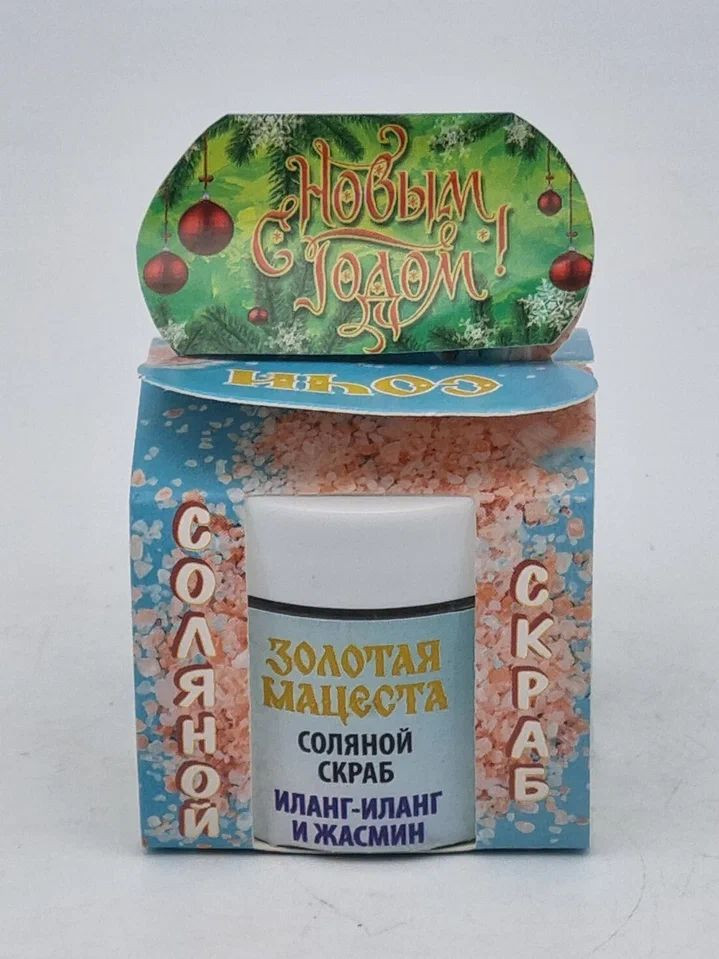 С Новым
Годом!
СОЧИ
СОЛЯНОЙ
СКРАБ
ЗОЛОТАЯ
МАЦЕСТА
СОЛЯНОЙ
СКРАБ
ИЛАНГ-ИЛАНГ
И ЖАСМИН